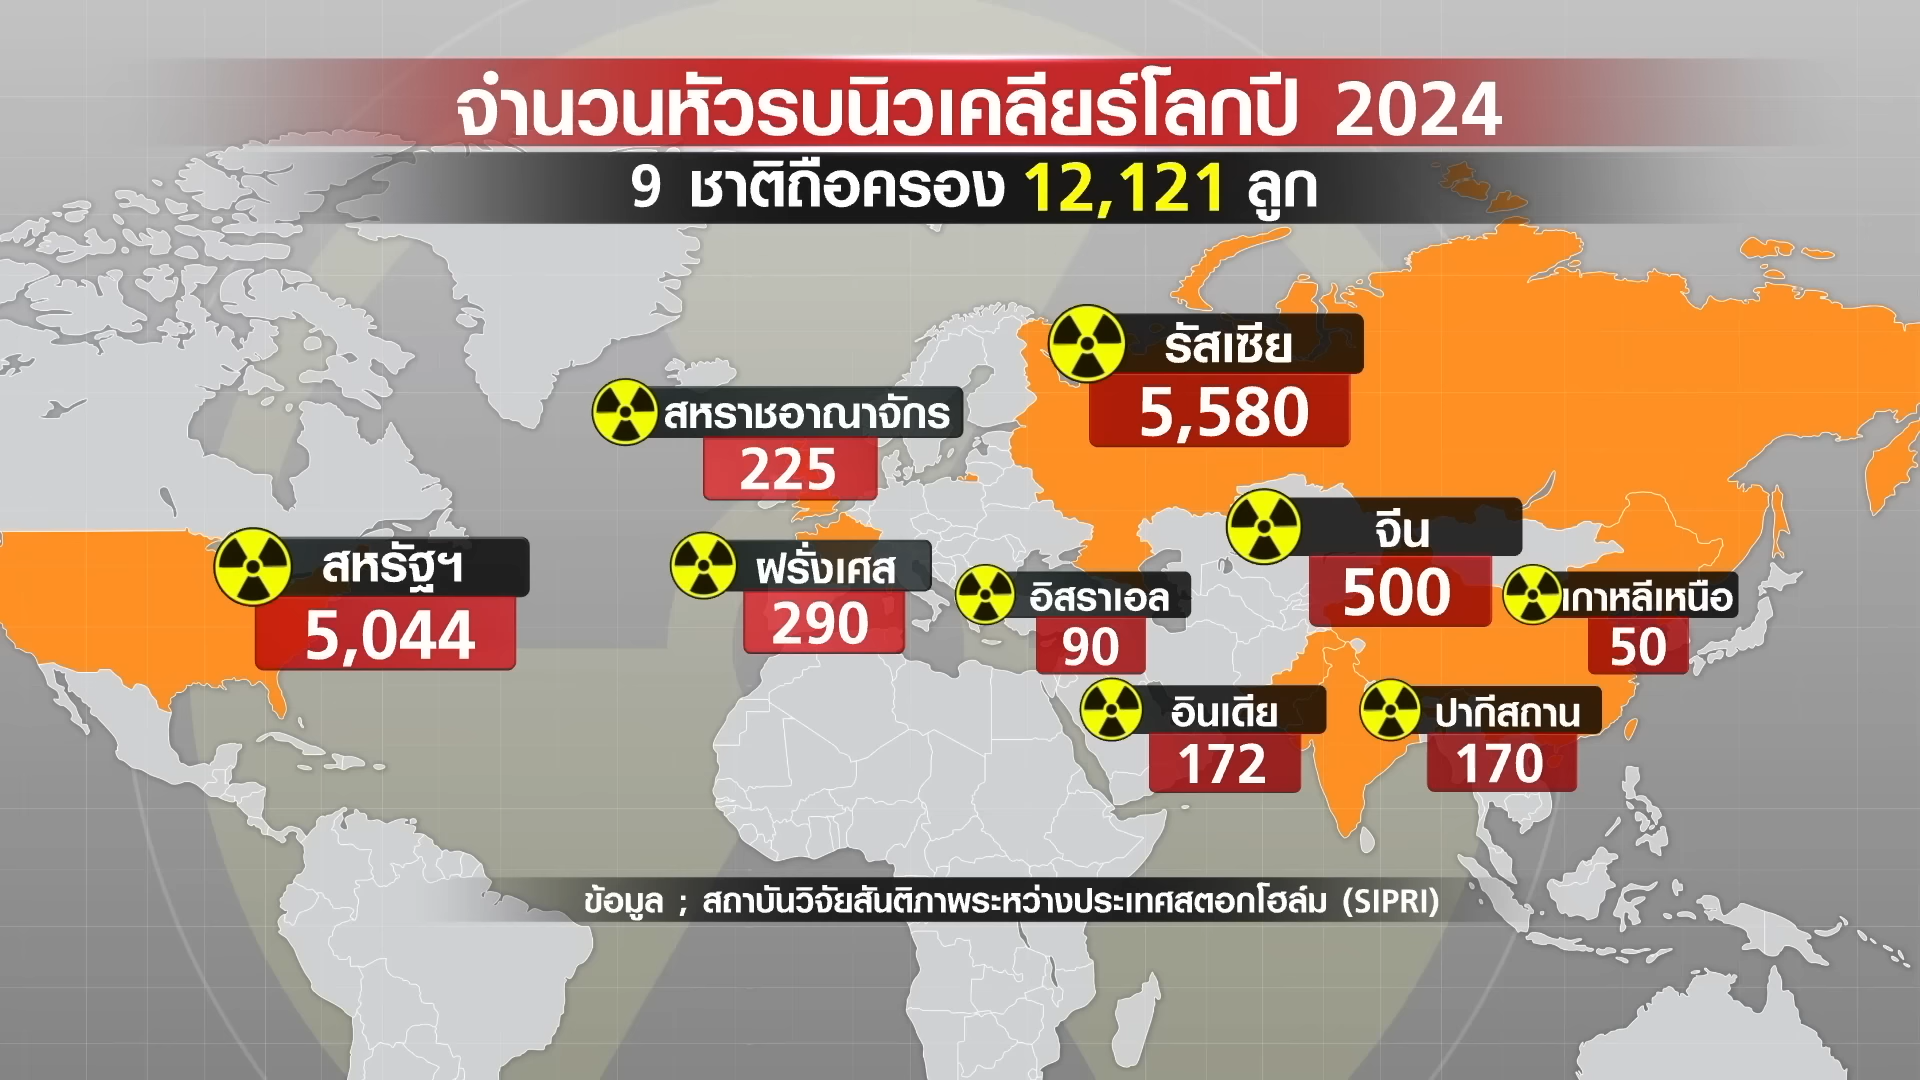 จำนวนหัวรบนิวเคลียร์โลกปี 2024
9 ชาติถือครอง 12,121 ลูก
รัสเซีย
5,580
สหราชอาณาจักร
225
จีน
500
สหรัฐฯ
5,044
ฝรั่งเศส
290
อิสราเอล
90
เกาหลีเหนือ
50
อินเดีย
172
ปากีสถาน
170
ข้อมูล ; สถาบันวิจัยสันติภาพระหว่างประเทศสตอกโฮล์ม (SIPRI)